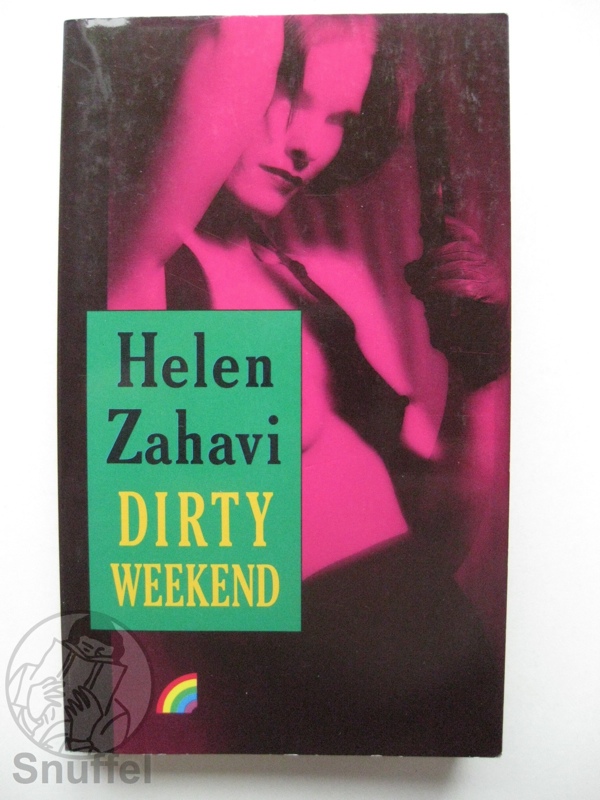 Helen
Zahavi
DIRTY
WEEKEND
Snuffel